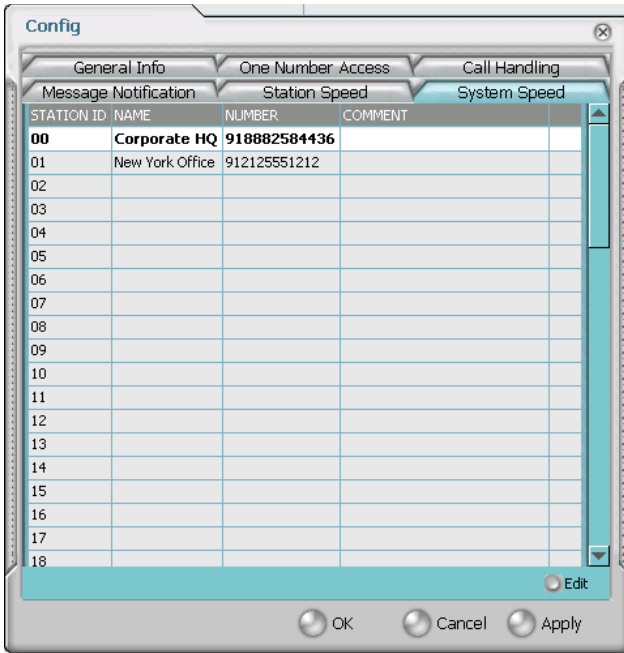 Config
General Info One Number Access Call Handling
Message Notification Station Speed System Speed
STATION ID NAME NUMBER COMMENT
00 Corporate HQ 918882584436
01 New York Office 912125551212
02
03
04
05
06
07
08
09
10
11
12
13
14
15
16
17
18
Edit
OK Cancel Apply